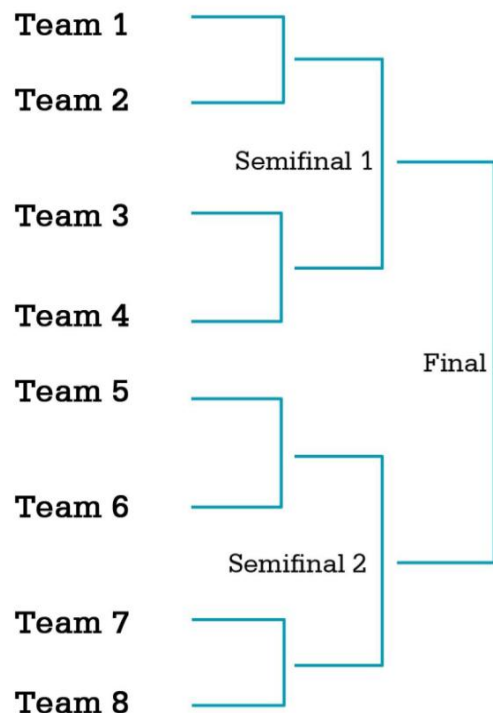 Team 1
Team 2
Semifinal 1
Team 3
Team 4
Final
Team 5
Team 6
Semifinal 2
Team 7
Team 8